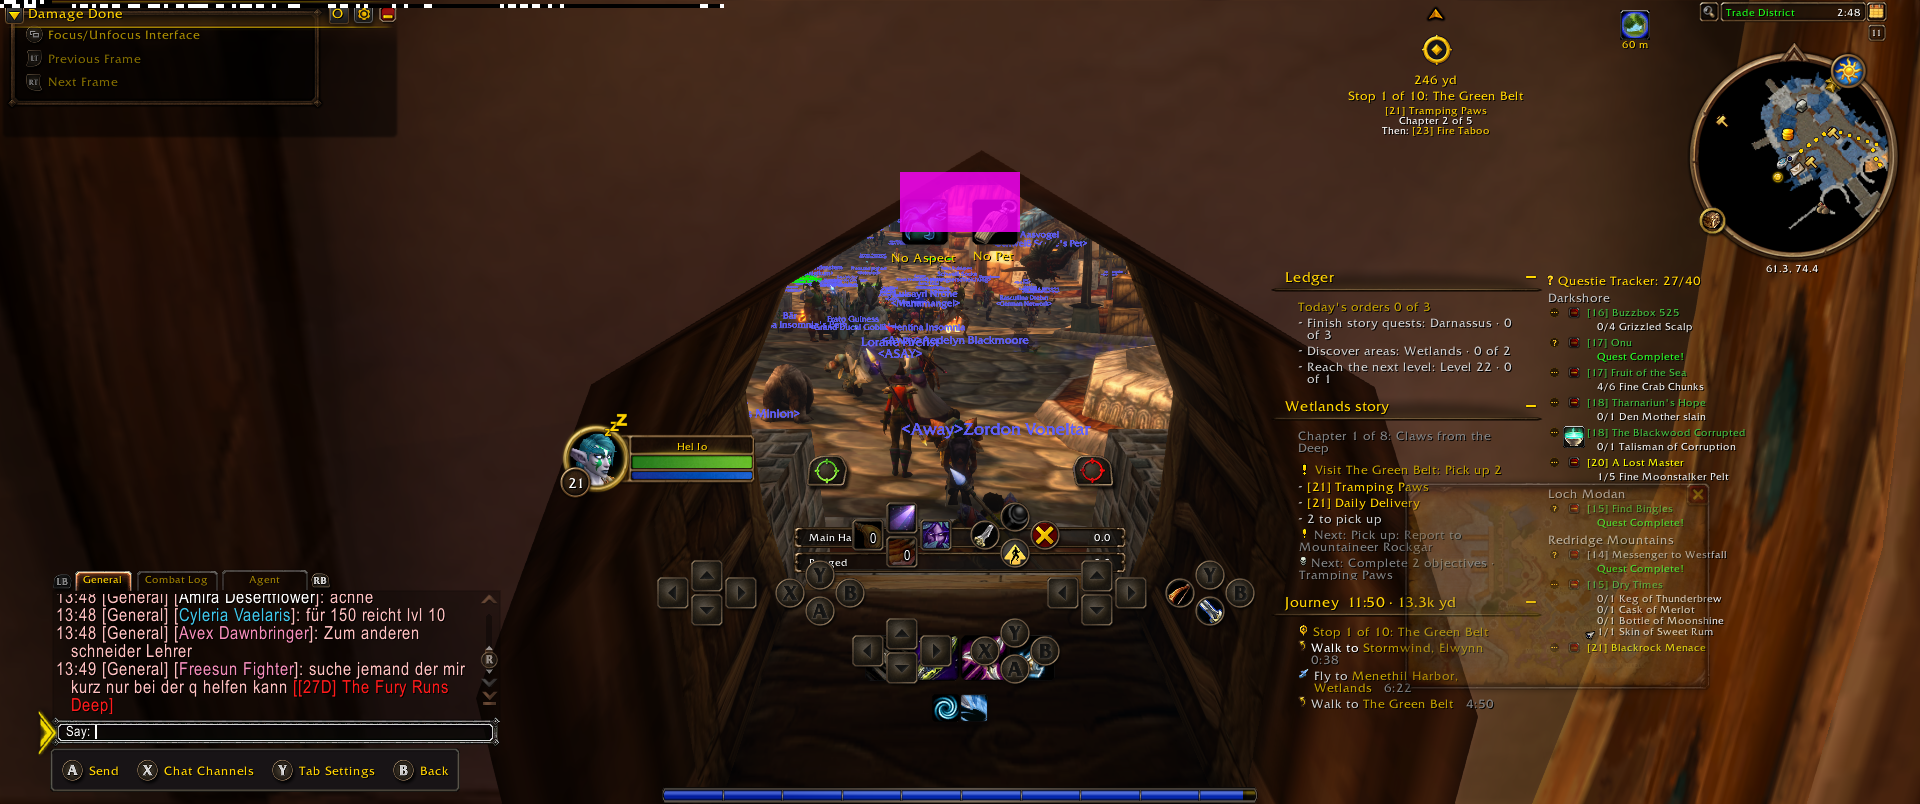 Damage Done
Focus/Unfocus Interface
LT Previous Frame
RT Next Frame
246 yd
Stop 1 of 10: The Green Belt
[21] Tramping Paws
Chapter 2 of 5
Then: [23] Fire Taboo
60 m
Trade District 2:48
11
61.3, 74.4
No Aspect
No Pet
<ASAY>
<Away>Zordon Voneltar
Hello
21
Main Ha 0 0.0
0
Ledger
Today's orders 0 of 3
- Finish story quests: Darnassus · 0
of 3
- Discover areas: Wetlands · 0 of 2
- Reach the next level: Level 22 · 0
of 1
Wetlands story
Chapter 1 of 8: Claws from the
Deep
! Visit The Green Belt: Pick up 2
- [21] Tramping Paws
- [21] Daily Delivery
- 2 to pick up
! Next: Pick up: Report to
Mountaineer Rockgar
Next: Complete 2 objectives ·
Tramping Paws
Journey 11:50 · 13.3k yd
Stop 1 of 10: The Green Belt
Walk to Stormwind, Elwynn
0:38
Fly to Menethil Harbor,
Wetlands 6:22
Walk to The Green Belt 4:50
? Questie Tracker: 27/40
Darkshore
[16] Buzzbox 525
0/4 Grizzled Scalp
? [17] Onu
Quest Complete!
[17] Fruit of the Sea
4/6 Fine Crab Chunks
[18] Tharnariun's Hope
0/1 Den Mother slain
[18] The Blackwood Corrupted
0/1 Talisman of Corruption
[20] A Lost Master
1/5 Fine Moonstalker Pelt
Loch Modan
? [15] Find Bingles
Quest Complete!
Redridge Mountains
? [14] Messenger to Westfall
Quest Complete!
[15] Dry Times
0/1 Keg of Thunderbrew
0/1 Cask of Merlot
0/1 Bottle of Moonshine
1/1 Skin of Sweet Rum
[21] Blackrock Menace
LB General Combat Log Agent RB
13:48 [General] [Amira Desertflower]: achne
13:48 [General] [Cyleria Vaelaris]: für 150 reicht lvl 10
13:48 [General] [Avex Dawnbringer]: Zum anderen
schneider Lehrer
13:49 [General] [Freesun Fighter]: suche jemand der mir
kurz nur bei der q helfen kann [[27D] The Fury Runs
Deep]
R
Say:
A Send X Chat Channels Y Tab Settings B Back
X Y A B
Y B
X Y A B